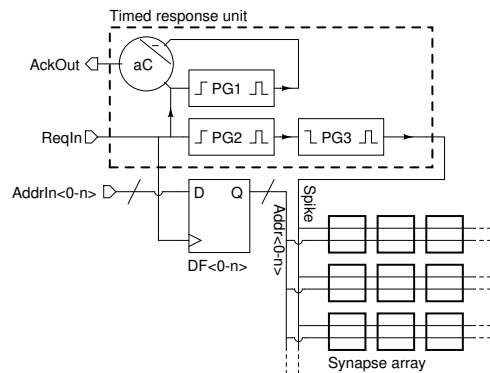 Timed response unit
AckOut
aC
PG1
ReqIn
PG2
PG3
AddrIn<0-n>
D
Q
DF<0-n>
Addr<0-n>
Spike
Synapse array